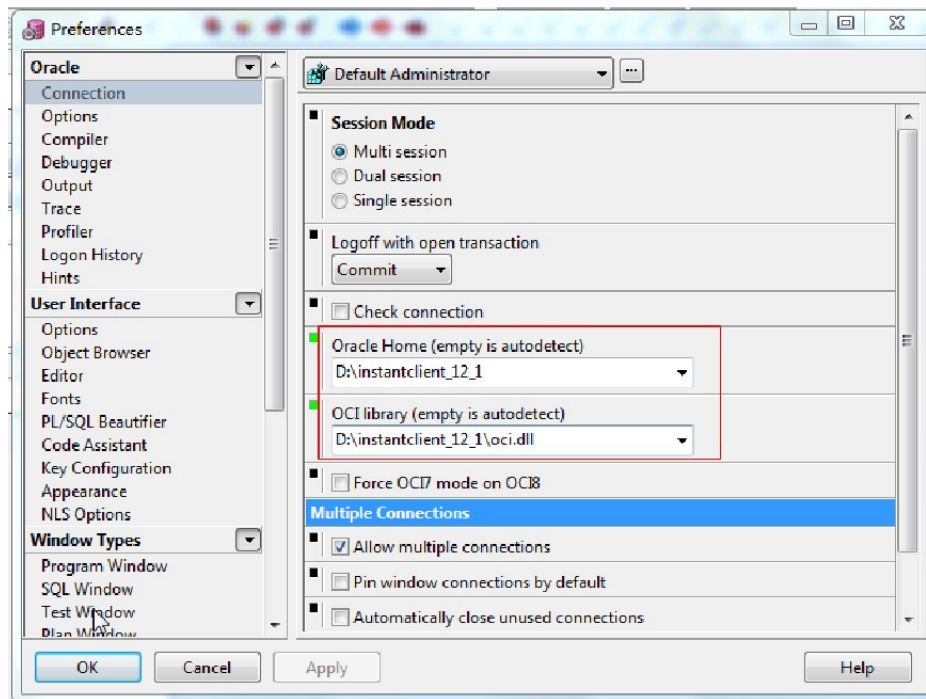 Preferences
Oracle
Connection
Options
Compiler
Debugger
Output
Trace
Profiler
Logon History
Hints
User Interface
Options
Object Browser
Editor
Fonts
PL/SQL Beautifier
Code Assistant
Key Configuration
Appearance
NLS Options
Window Types
Program Window
SQL Window
Test Window
Plan Window
Default Administrator
...
Session Mode
Multi session
Dual session
Single session
Logoff with open transaction
Commit
Check connection
Oracle Home (empty is autodetect)
D:\instantclient_12_1
OCI library (empty is autodetect)
D:\instantclient_12_1\oci.dll
Force OCI7 mode on OCI8
Multiple Connections
Allow multiple connections
Pin window connections by default
Automatically close unused connections
OK
Cancel
Apply
Help